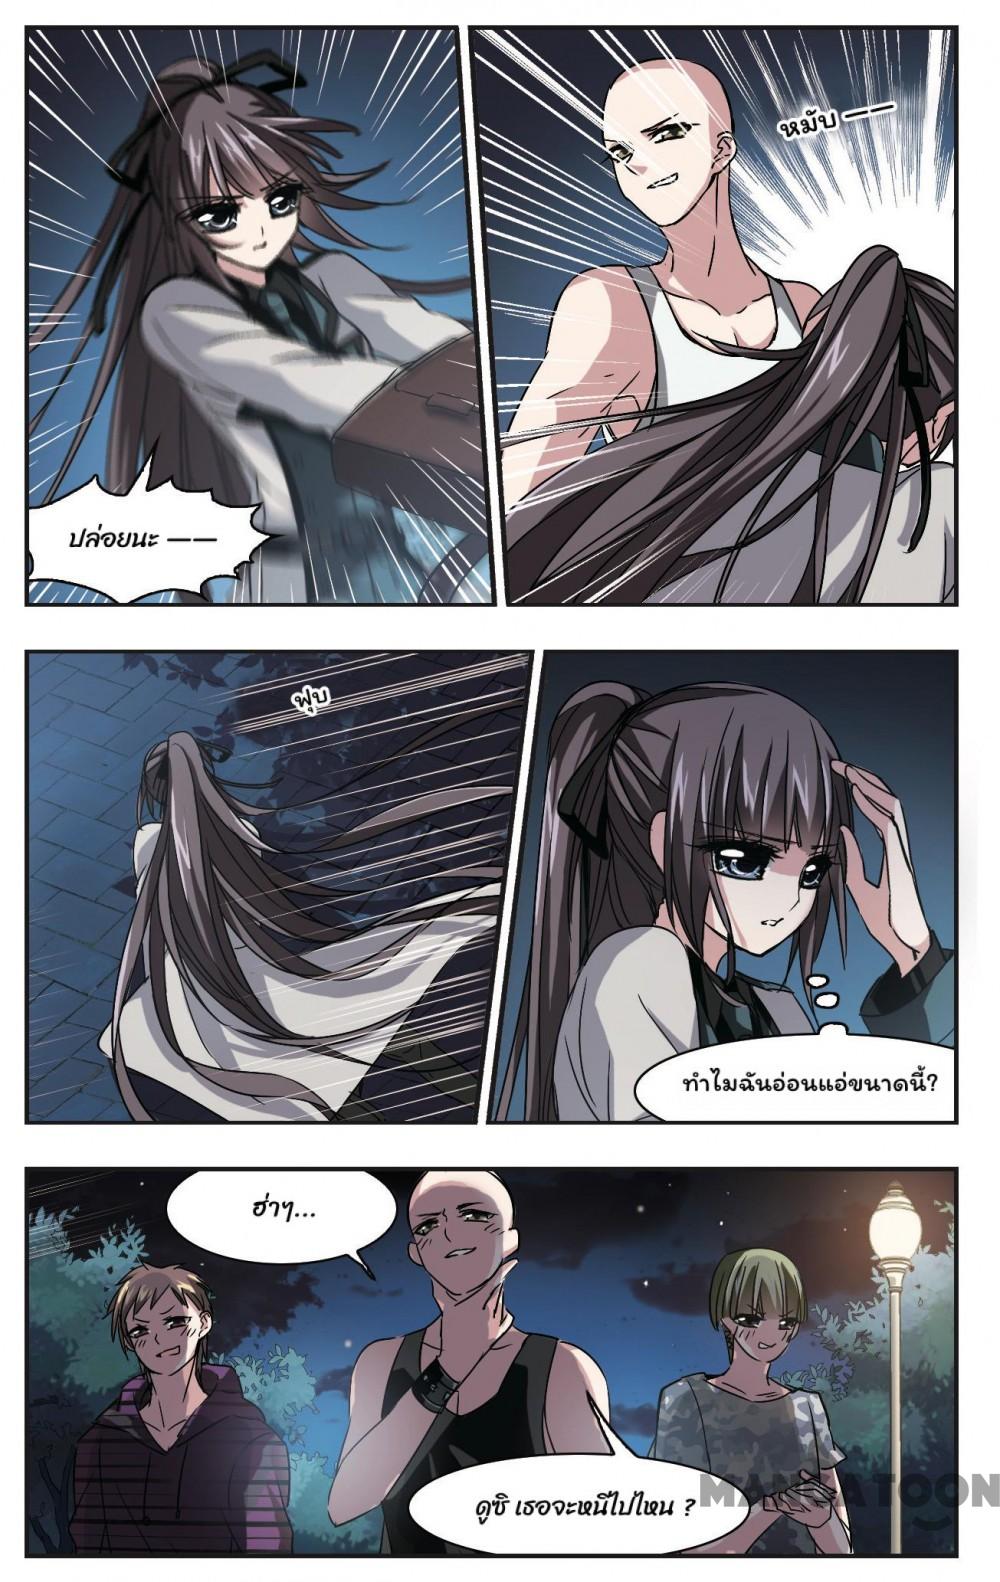 ปล่อยนะ ——
หมับ ——
ฟุบ
ทำไมฉันอ่อนแอ่ขนาดนี้?
ฮ่าๆ...
ดูซิ เธอจะหนีไปไหน ?
MANGATOON